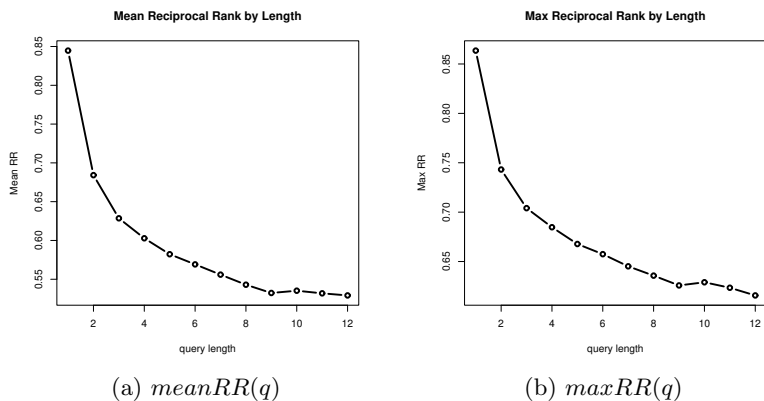 Mean Reciprocal Rank by Length
0.85
0.80
0.75
0.70
0.65
0.60
0.55
Mean RR
2 4 6 8 10 12
query length
(a) meanRR(q)
Max Reciprocal Rank by Length
0.85
0.80
0.75
0.70
0.65
Max RR
2 4 6 8 10 12
query length
(b) maxRR(q)